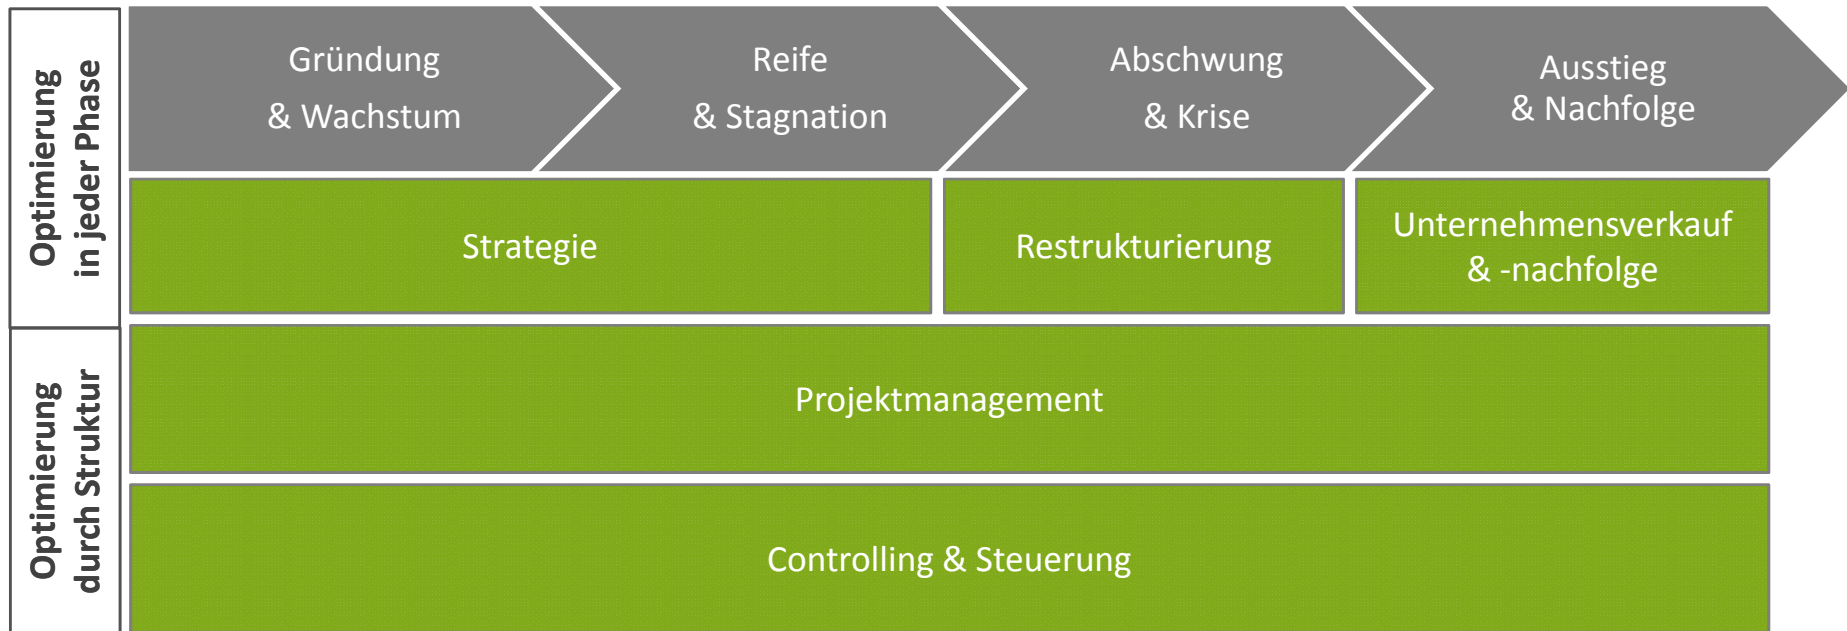 Optimierung
in jeder Phase
Gründung
& Wachstum
Reife
& Stagnation
Abschwung
& Krise
Ausstieg
& Nachfolge
Strategie
Restrukturierung
Unternehmensverkauf
& -nachfolge
Optimierung
durch Struktur
Projektmanagement
Controlling & Steuerung